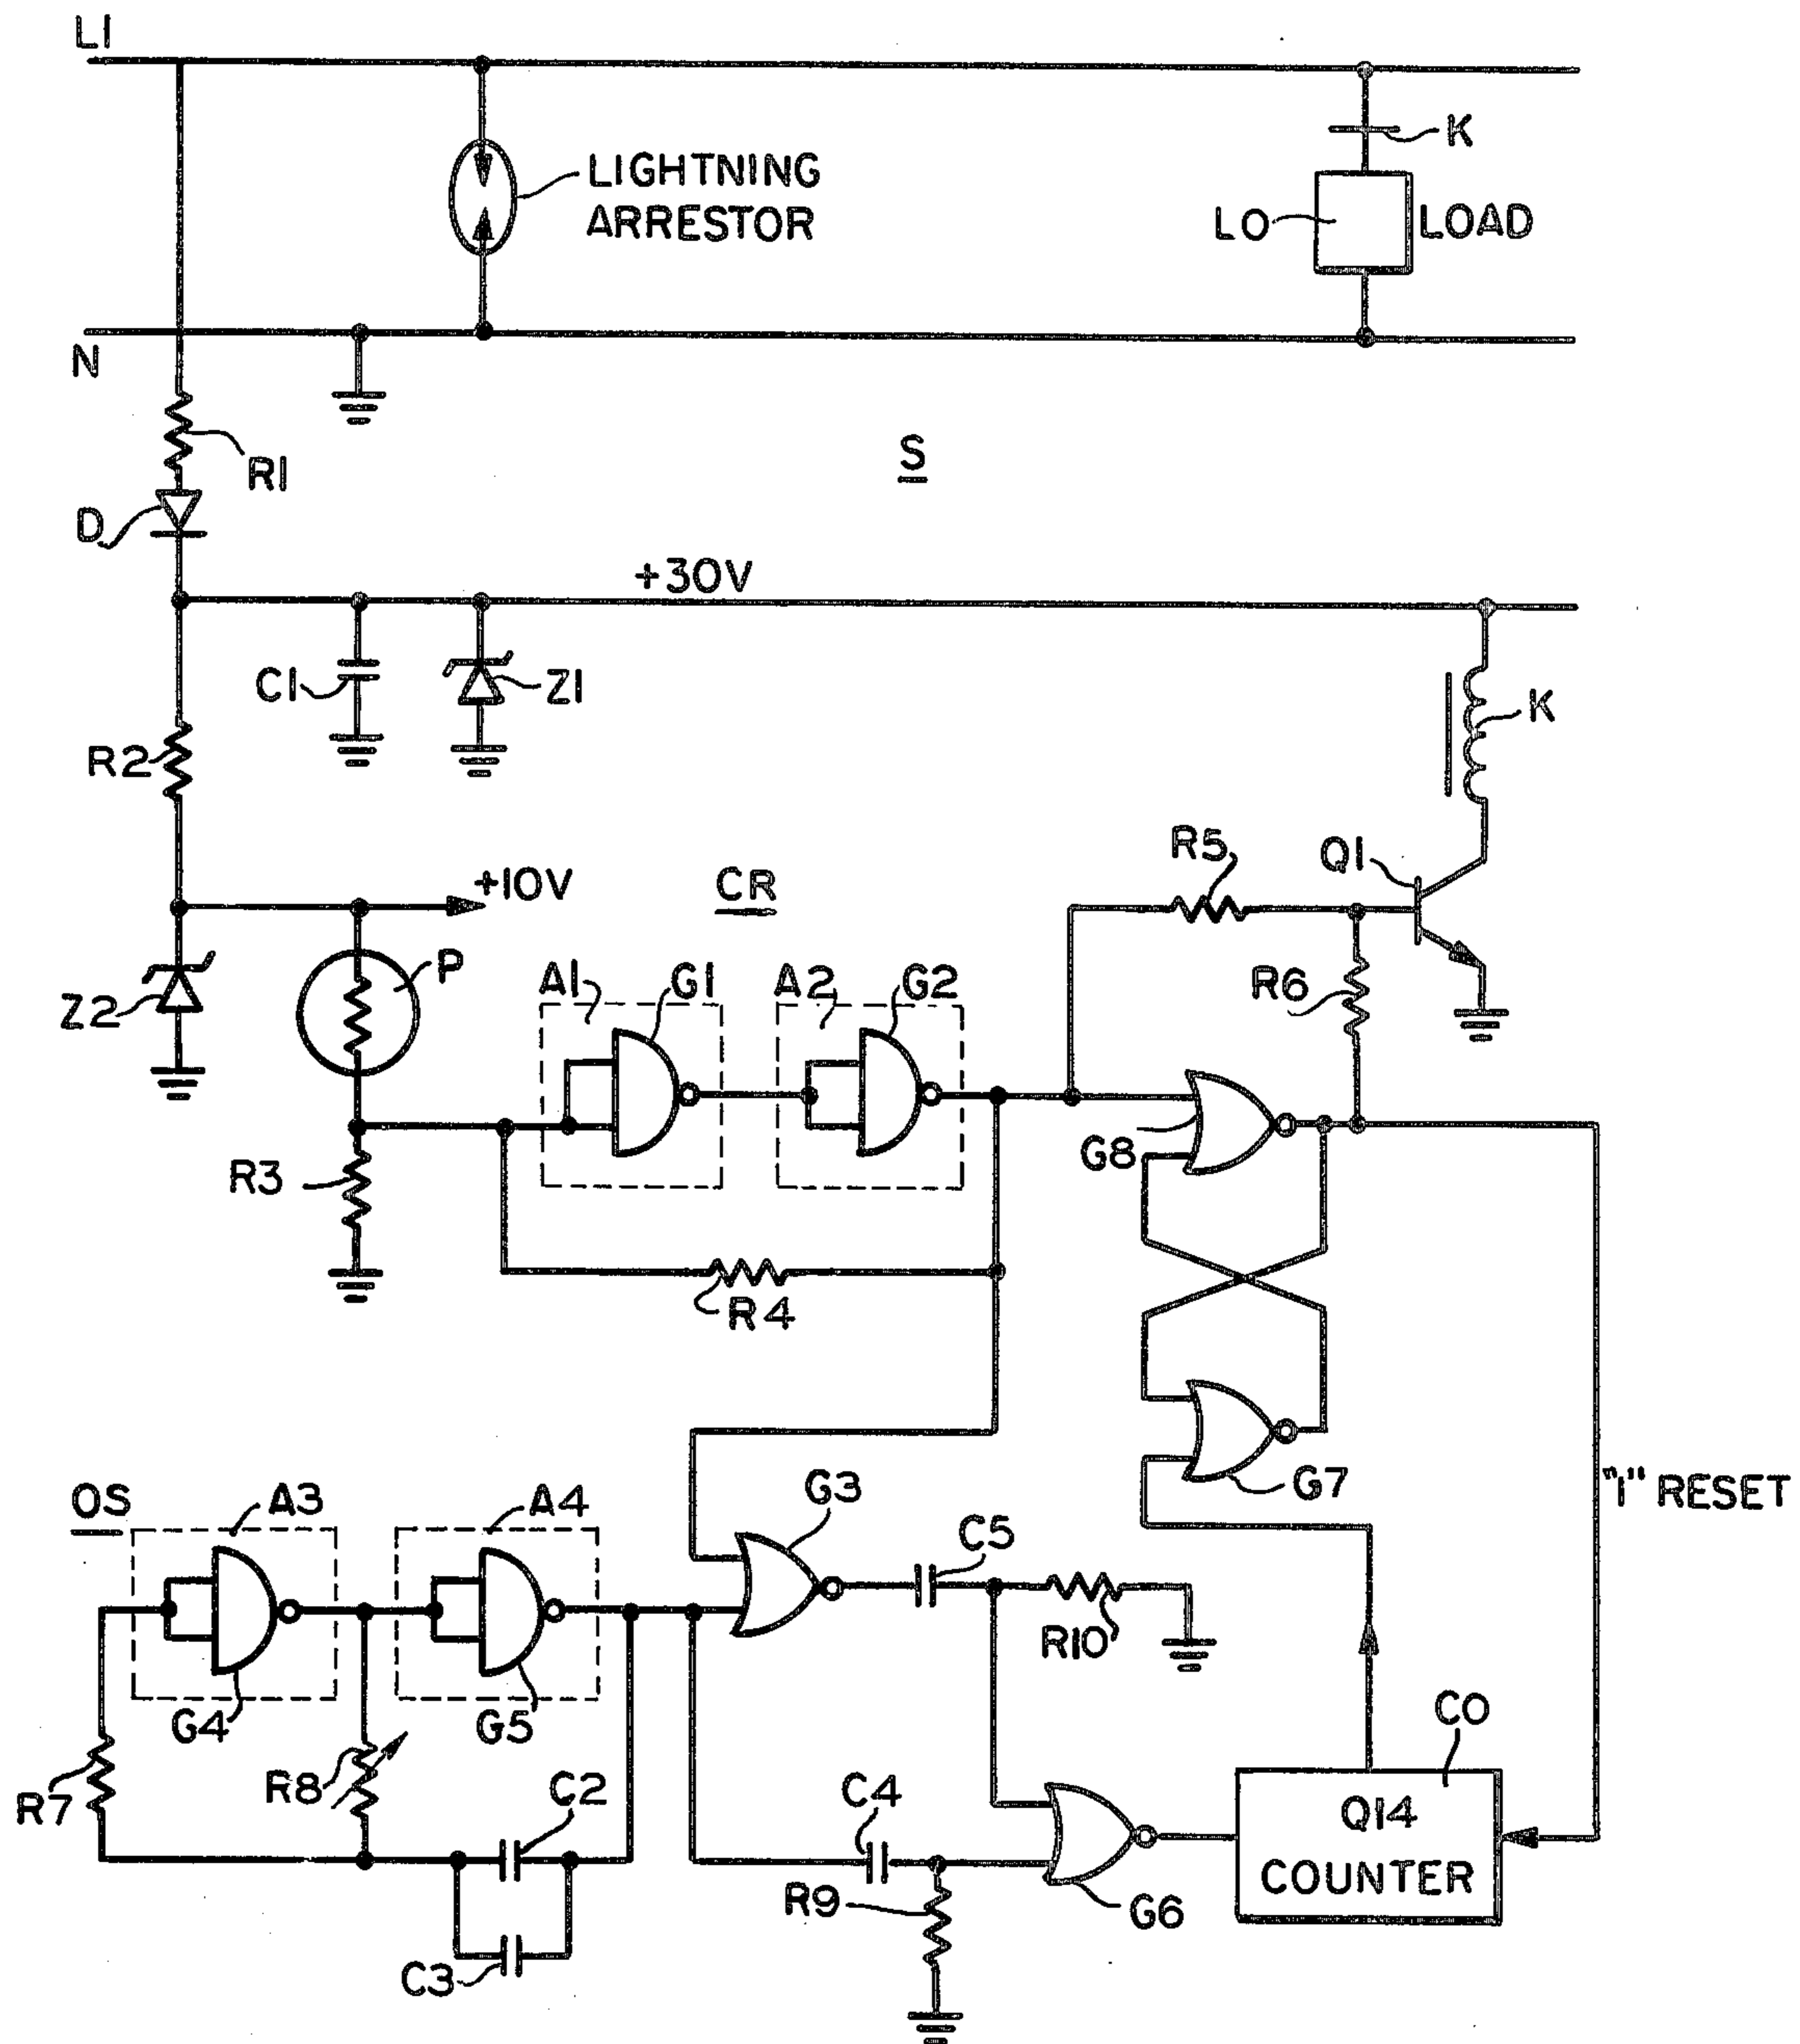 L1
LIGHTNING
ARRESTOR
K
LO
LOAD
N
R1
S
D
+30V
C1
Z1
K
R2
R5
Q1
+10V
CR
P
A1
G1
A2
G2
R6
Z2
G8
R3
R4
G3
G7
"1" RESET
OS
A3
A4
C5
R10
G4
G5
CO
R8
C2
C4
R7
Q14
COUNTER
R9
G6
C3